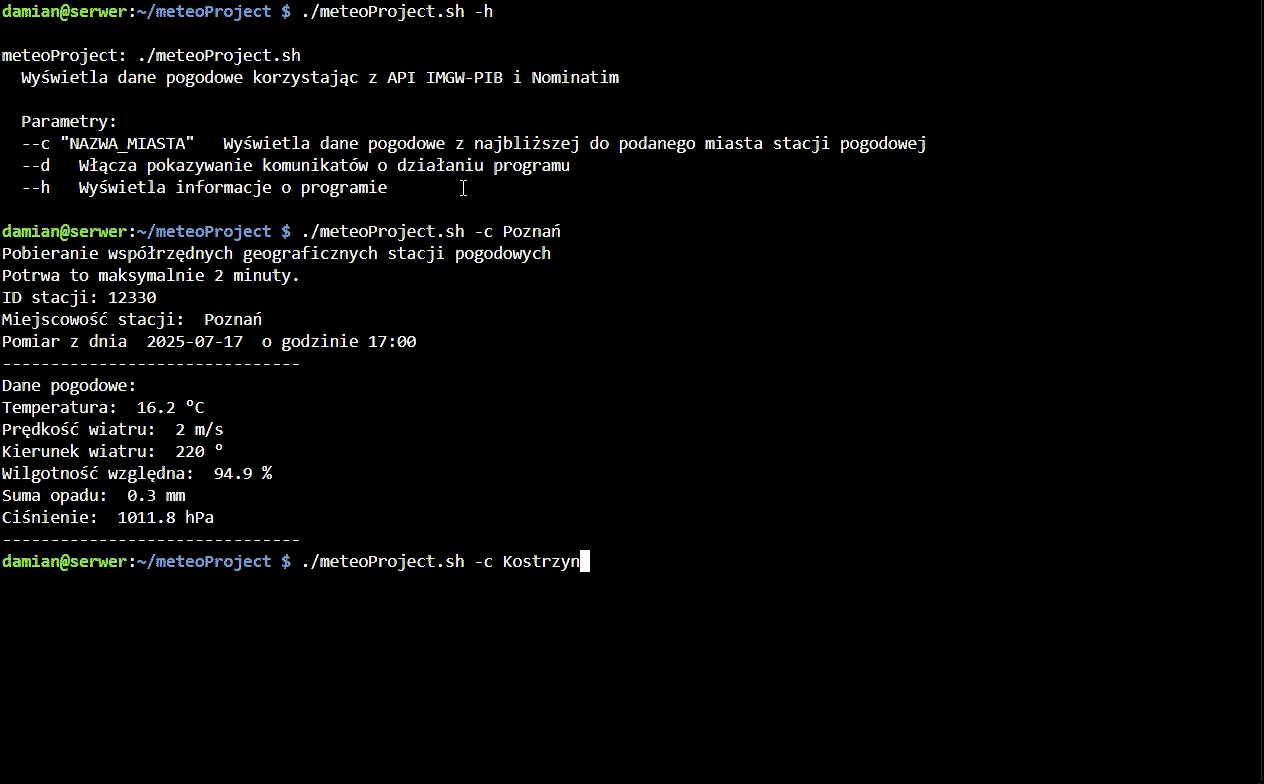 damian@serwer:~/meteoProject $ ./meteoProject.sh -h
meteoProject: ./meteoProject.sh
Wyświetla dane pogodowe korzystając z API IMGW-PIB i Nominatim
Parametry:
--c "NAZWA_MIASTA"   Wyświetla dane pogodowe z najbliższej do podanego miasta stacji pogodowej
--d   Włącza pokazywanie komunikatów o działaniu programu
--h   Wyświetla informacje o programie
damian@serwer:~/meteoProject $ ./meteoProject.sh -c Poznań
Pobieranie współrzędnych geograficznych stacji pogodowych
Potrwa to maksymalnie 2 minuty.
ID stacji: 12330
Miejscowość stacji:  Poznań
Pomiar z dnia  2025-07-17  o godzinie 17:00
-------------------------------
Dane pogodowe:
Temperatura:  16.2 °C
Prędkość wiatru:  2 m/s
Kierunek wiatru:  220 °
Wilgotność względna:  94.9 %
Suma opadu:  0.3 mm
Ciśnienie:  1011.8 hPa
-------------------------------
damian@serwer:~/meteoProject $ ./meteoProject.sh -c Kostrzyn